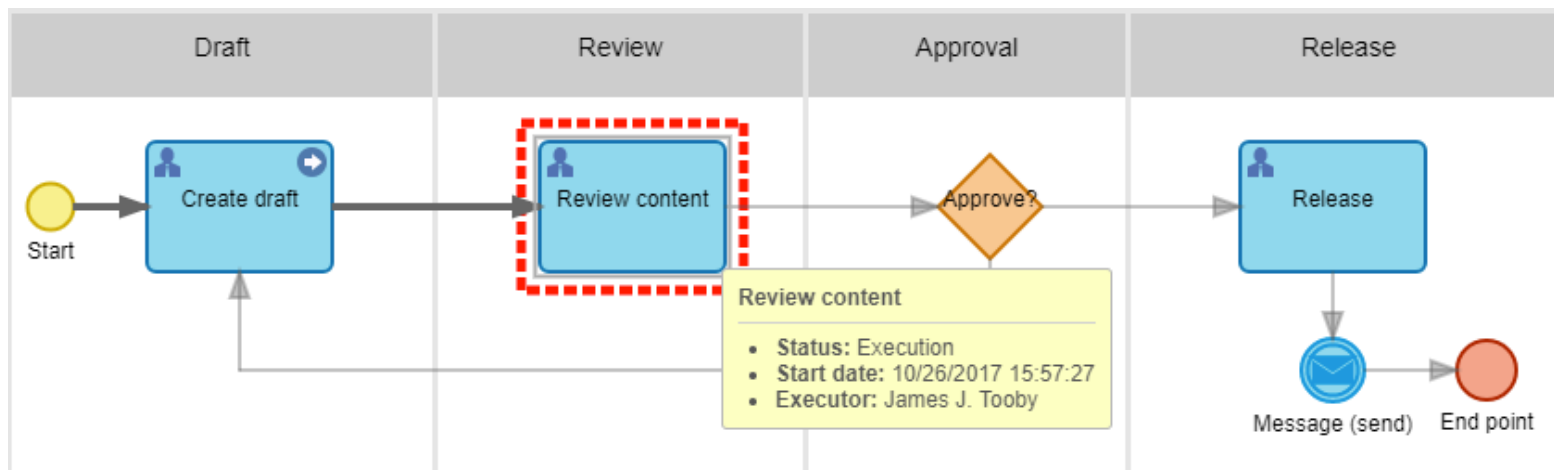 Draft
Review
Approval
Release
Create draft
Review content
Approve?
Release
Start
Review content
Status: Execution
Start date: 10/26/2017 15:57:27
Executor: James J. Tooby
Message (send)
End point